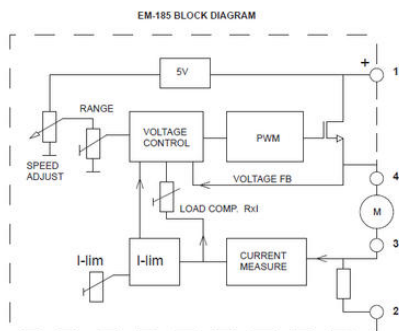 EM-185 BLOCK DIAGRAM
+
1
5V
RANGE
VOLTAGE
CONTROL
PWM
SPEED
ADJUST
VOLTAGE FB
4
LOAD COMP. RxI
M
3
I-lim
I-lim
CURRENT
MEASURE
2